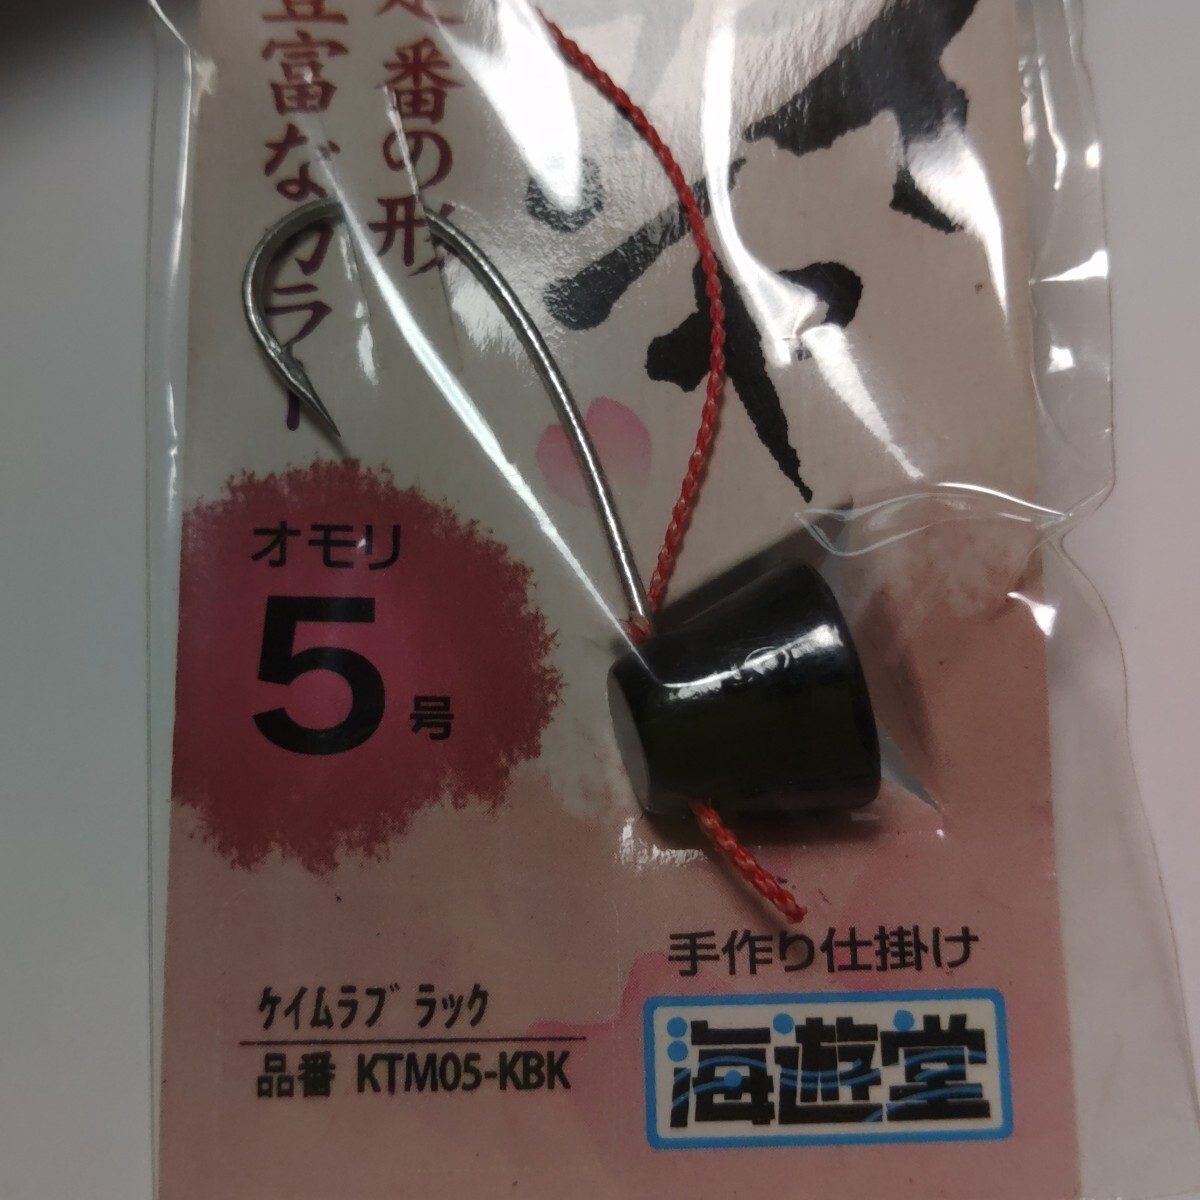 番の形
豊富なカラー
オモリ
5号
手作り仕掛け
海遊堂
ケイムラブラック
品番 KTM05-KBK